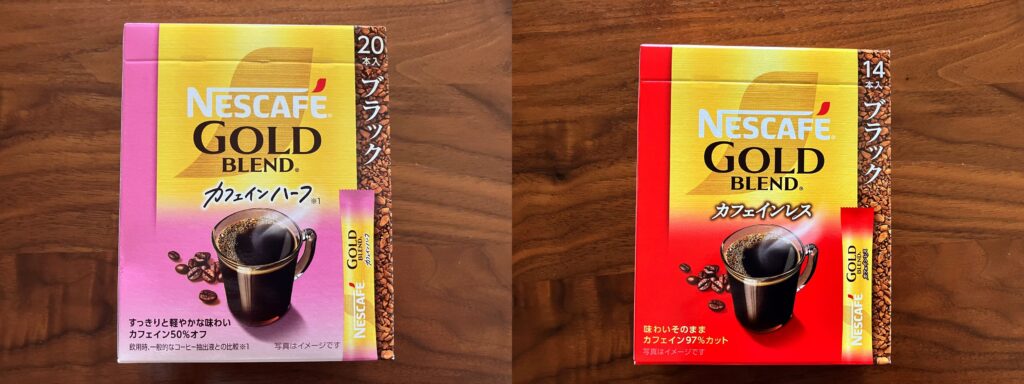 20
本入
ブラック
NESCAFÉ®
GOLD
BLEND®
カフェインハーフ ※1
GOLD
BLEND®
カフェインハーフ
NESCAFÉ
すっきりと軽やかな味わい
カフェイン50%オフ
飲用時、一般的なコーヒー抽出液との比較※1
写真はイメージです
14
本入
ブラック
NESCAFÉ®
GOLD
BLEND®
カフェインレス
GOLD
BLEND®
NESCAFÉ
味わいそのまま
カフェイン97%カット
写真はイメージです